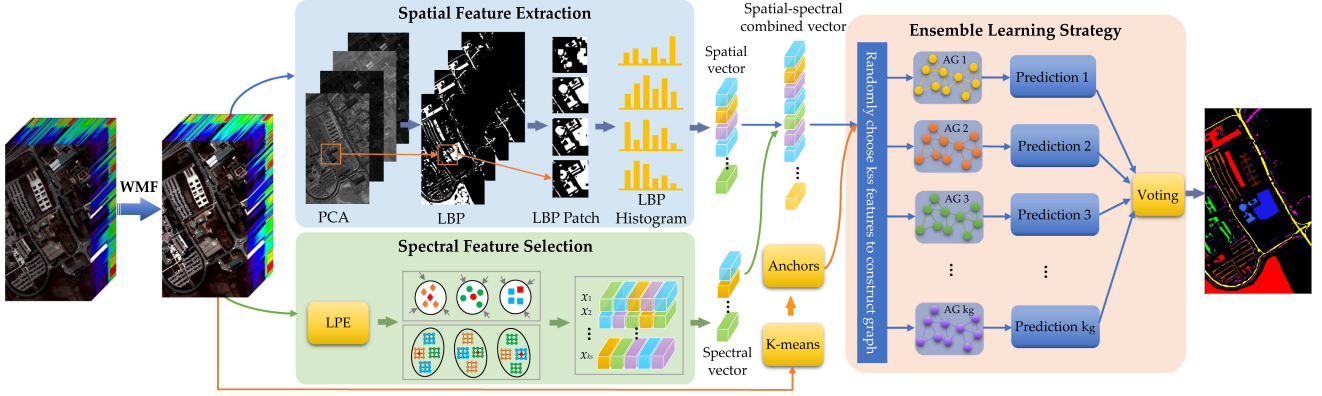 WMF
Spatial Feature Extraction
PCA
LBP
LBP Patch
LBP
Histogram
Spectral Feature Selection
LPE
x1
x2
xks
Spatial
vector
Spatial-spectral
combined vector
Spectral
vector
Anchors
K-means
Ensemble Learning Strategy
Randomly choose kss features to construct graph
AG 1
Prediction 1
AG 2
Prediction 2
AG 3
Prediction 3
AG kg
Prediction kg
Voting